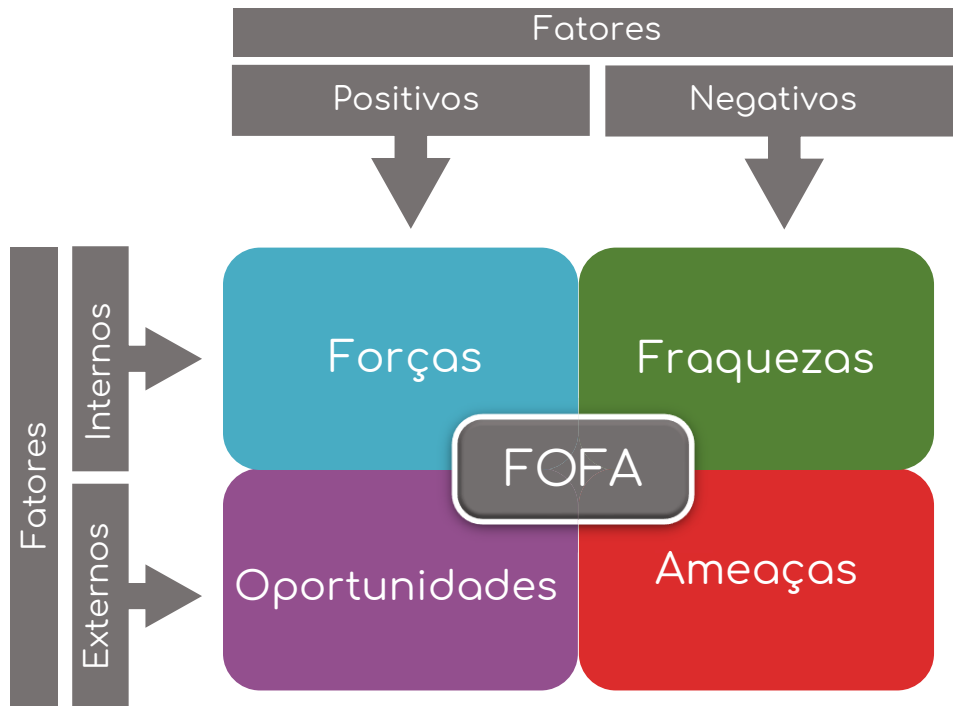 Fatores
Positivos
Negativos
Fatores
Internos
Externos
Forças
Fraquezas
FOFA
Oportunidades
Ameaças